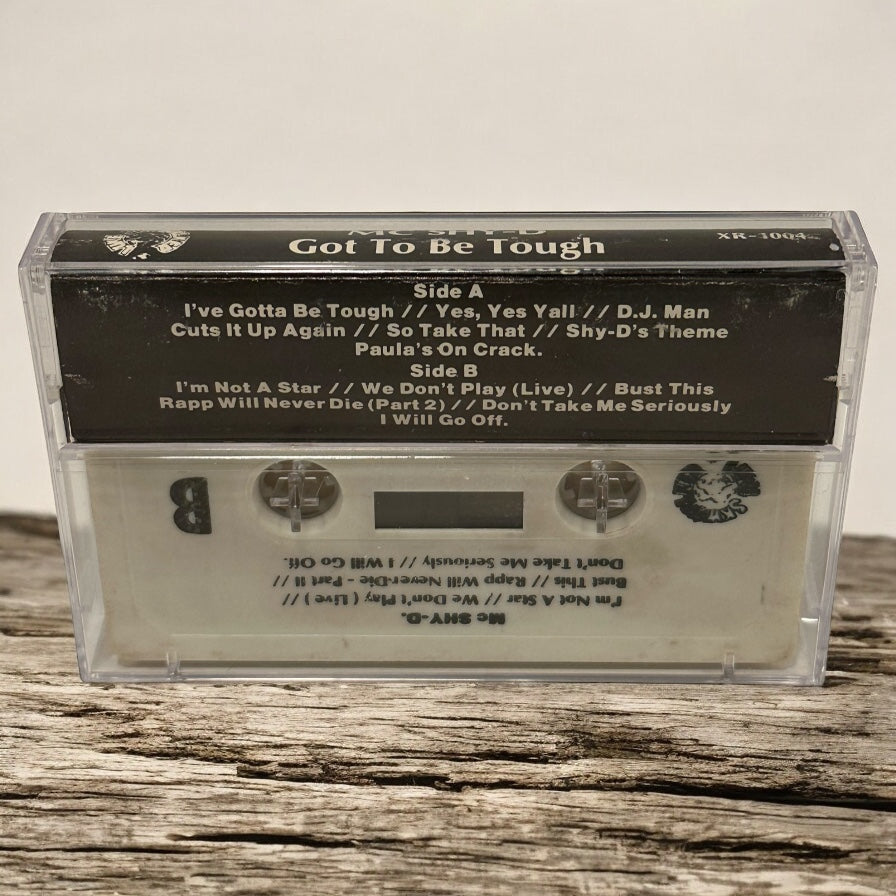 MC SHY-D
Got To Be Tough
XR-1004
Side A
I've Gotta Be Tough // Yes, Yes Yall // D.J. Man
Cuts It Up Again // So Take That // Shy-D's Theme
Paula's On Crack.
Side B
I'm Not A Star // We Don't Play (Live) // Bust This
Rapp Will Never Die (Part 2) // Don't Take Me Seriously
I Will Go Off.
B
Mc SHY-D.
I'm Not A Star // We Don't Play ( Live ) //
Bust This // Rapp Will Never-Die - Part II //
Don't Take Me Seriously // I Will Go Off.